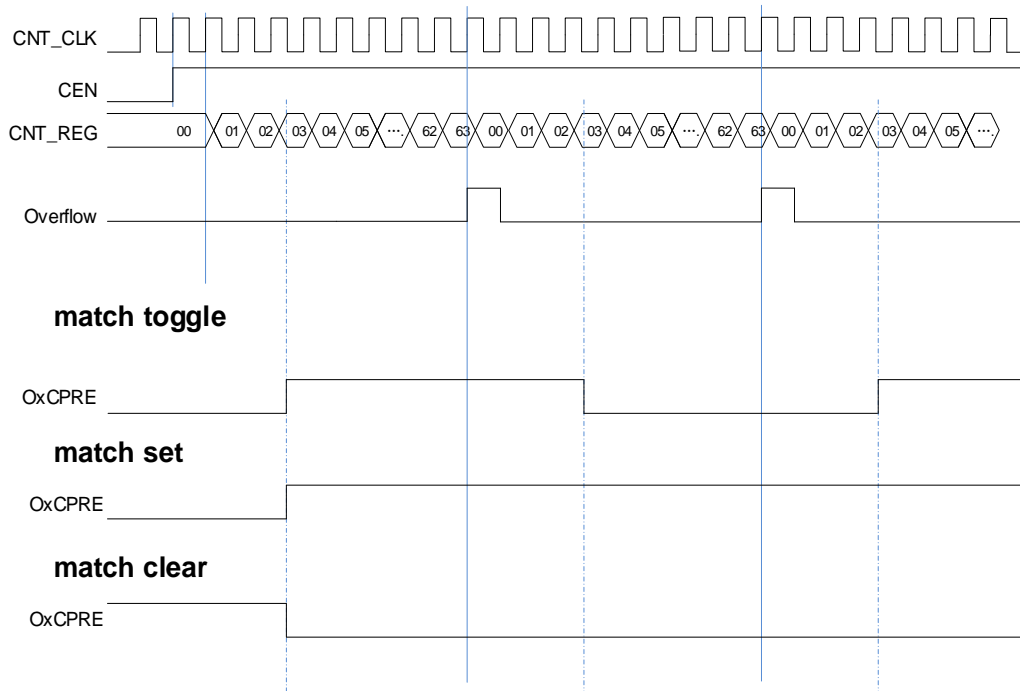 CNT_CLK
CEN
CNT_REG 00 01 02 03 04 05 ···. 62 63 00 01 02 03 04 05 ···. 62 63 00 01 02 03 04 05 ···.
Overflow
match toggle
OxCPRE
match set
OxCPRE
match clear
OxCPRE